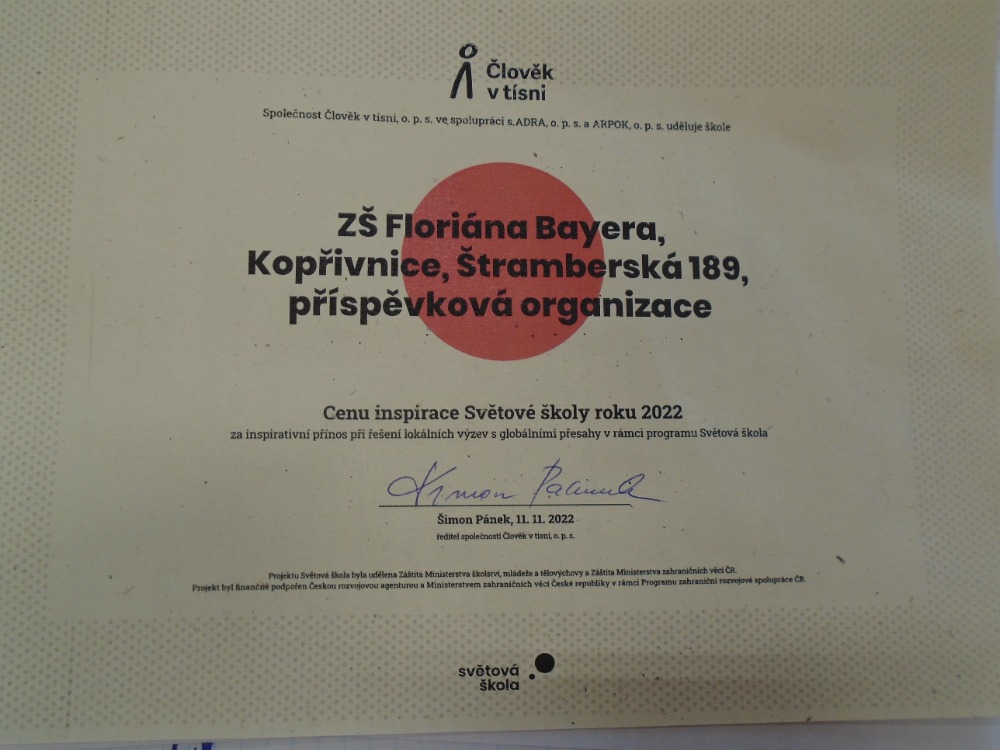 Člověk
v tísni
Společnost Člověk v tísni, o. p. s. ve spolupráci s ADRA, o. p. s. a ARPOK, o. p. s. uděluje škole
ZŠ Floriána Bayera,
Kopřivnice, Štramberská 189,
příspěvková organizace
Cenu inspirace Světové školy roku 2022
za inspirativní přínos při řešení lokálních výzev s globálními přesahy v rámci programu Světová škola
Šimon Pánek
Šimon Pánek, 11. 11. 2022
ředitel společnosti Člověk v tísni, o. p. s.
Projektu Světová škola byla udělena Záštita Ministerstva školství, mládeže a tělovýchovy a Záštita Ministerstva zahraničních věcí ČR.
Projekt byl finančně podpořen Českou rozvojovou agenturou a Ministerstvem zahraničních věcí České republiky v rámci Programu zahraniční rozvojové spolupráce ČR.
světová
škola